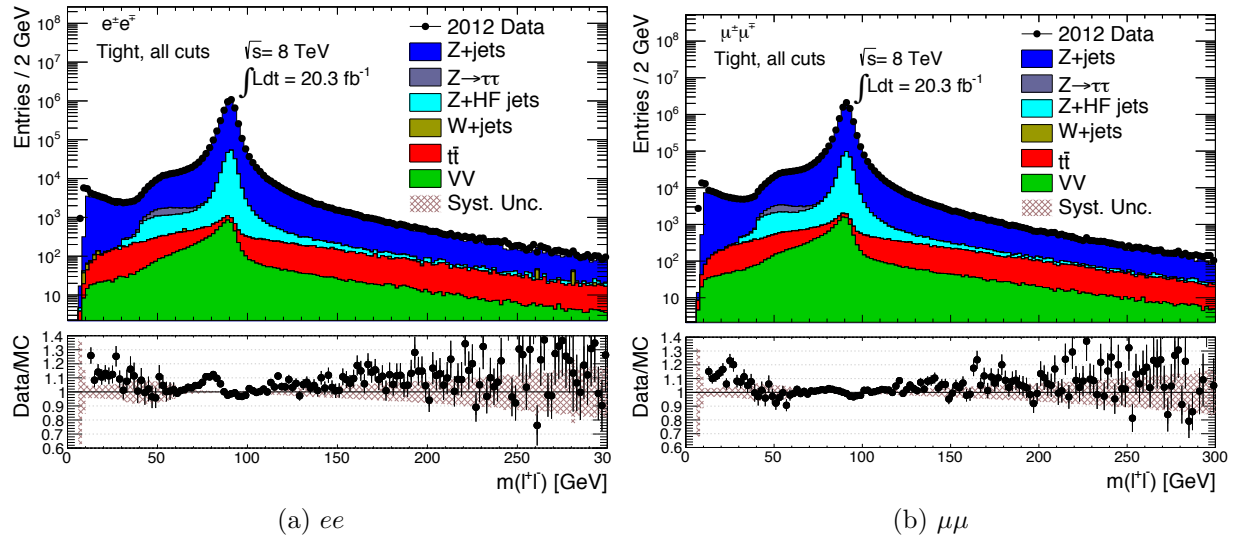 Entries / 2 GeV
10⁸
10⁷
10⁶
10⁵
10⁴
10³
10²
10
e±e∓
Tight, all cuts
√s= 8 TeV
∫Ldt = 20.3 fb⁻¹
2012 Data
Z+jets
Z→ττ
Z+HF jets
W+jets
tt̄
VV
Syst. Unc.
Data/MC
1.4
1.3
1.2
1.1
1
0.9
0.8
0.7
0.6
0 50 100 150 200 250 30
m(l⁺l⁻) [GeV]
(a) ee
Entries / 2 GeV
10⁸
10⁷
10⁶
10⁵
10⁴
10³
10²
10
μ±μ∓
Tight, all cuts
√s= 8 TeV
∫Ldt = 20.3 fb⁻¹
2012 Data
Z+jets
Z→ττ
Z+HF jets
W+jets
tt̄
VV
Syst. Unc.
Data/MC
1.4
1.3
1.2
1.1
1
0.9
0.8
0.7
0.6
0 50 100 150 200 250 300
m(l⁺l⁻) [GeV]
(b) μμ